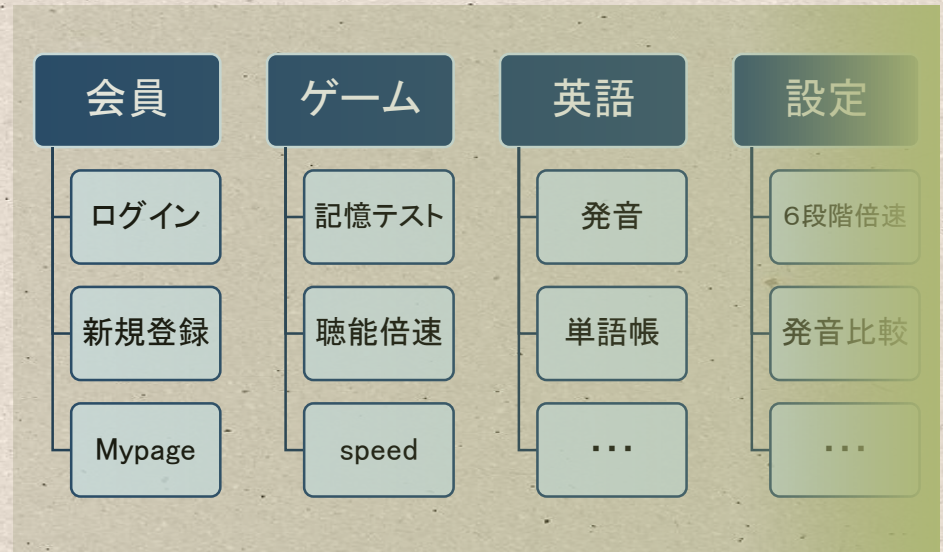 会員
ログイン
新規登録
Mypage
ゲーム
記憶テスト
聴能倍速
speed
英語
発音
単語帳
・・・
設定
6段階倍速
発音比較
・・・